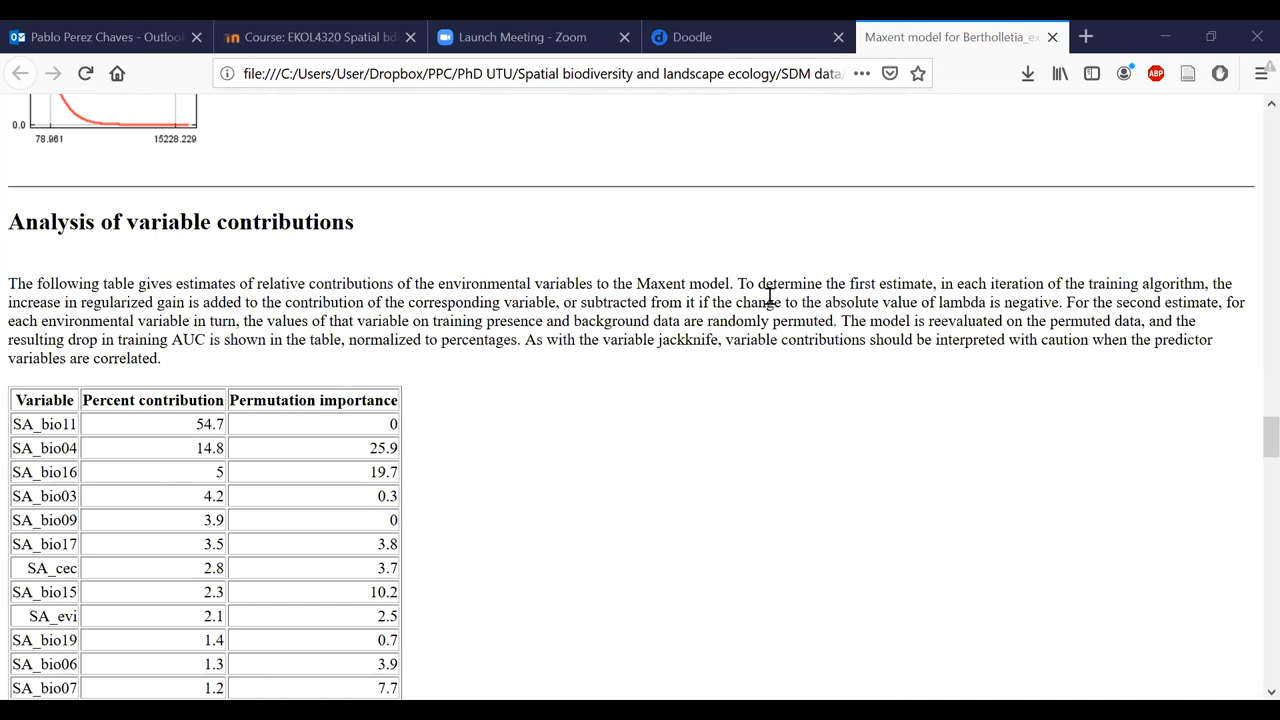 Pablo Perez Chaves - Outloo
Course: EKOL4320 Spatial bd
Launch Meeting - Zoom
Doodle
Maxent model for Bertholletia_ex
file:///C:/Users/User/Dropbox/PPC/PhD UTU/Spatial biodiversity and landscape ecology/SDM data/
ABP
0.0
78.961 15228.229
Analysis of variable contributions
The following table gives estimates of relative contributions of the environmental variables to the Maxent model. To determine the first estimate, in each iteration of the training algorithm, the
increase in regularized gain is added to the contribution of the corresponding variable, or subtracted from it if the change to the absolute value of lambda is negative. For the second estimate, for
each environmental variable in turn, the values of that variable on training presence and background data are randomly permuted. The model is reevaluated on the permuted data, and the
resulting drop in training AUC is shown in the table, normalized to percentages. As with the variable jackknife, variable contributions should be interpreted with caution when the predictor
variables are correlated.
Variable Percent contribution Permutation importance
SA_bio11 54.7 0
SA_bio04 14.8 25.9
SA_bio16 5 19.7
SA_bio03 4.2 0.3
SA_bio09 3.9 0
SA_bio17 3.5 3.8
SA_cec 2.8 3.7
SA_bio15 2.3 10.2
SA_evi 2.1 2.5
SA_bio19 1.4 0.7
SA_bio06 1.3 3.9
SA_bio07 1.2 7.7